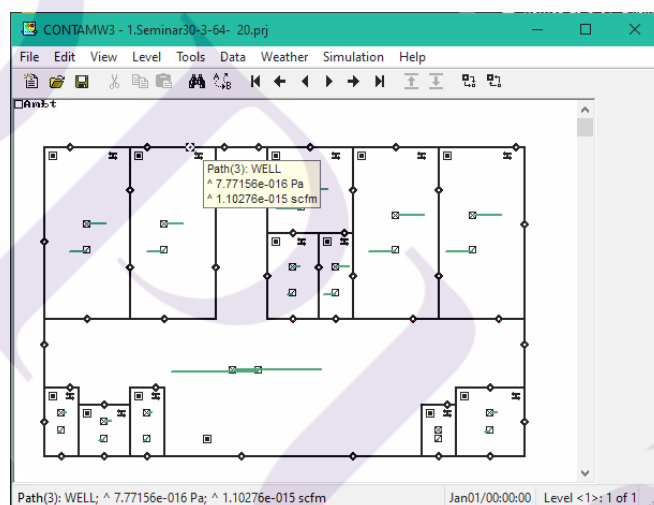 CONTAMW3 - 1.Seminar30-3-64- 20.prj
File Edit View Level Tools Data Weather Simulation Help
Ambt
Path(3): WELL
^ 7.77156e-016 Pa
^ 1.10276e-015 scfm
Path(3): WELL; ^ 7.77156e-016 Pa; ^ 1.10276e-015 scfm Jan01/00:00:00 Level <1>: 1 of 1